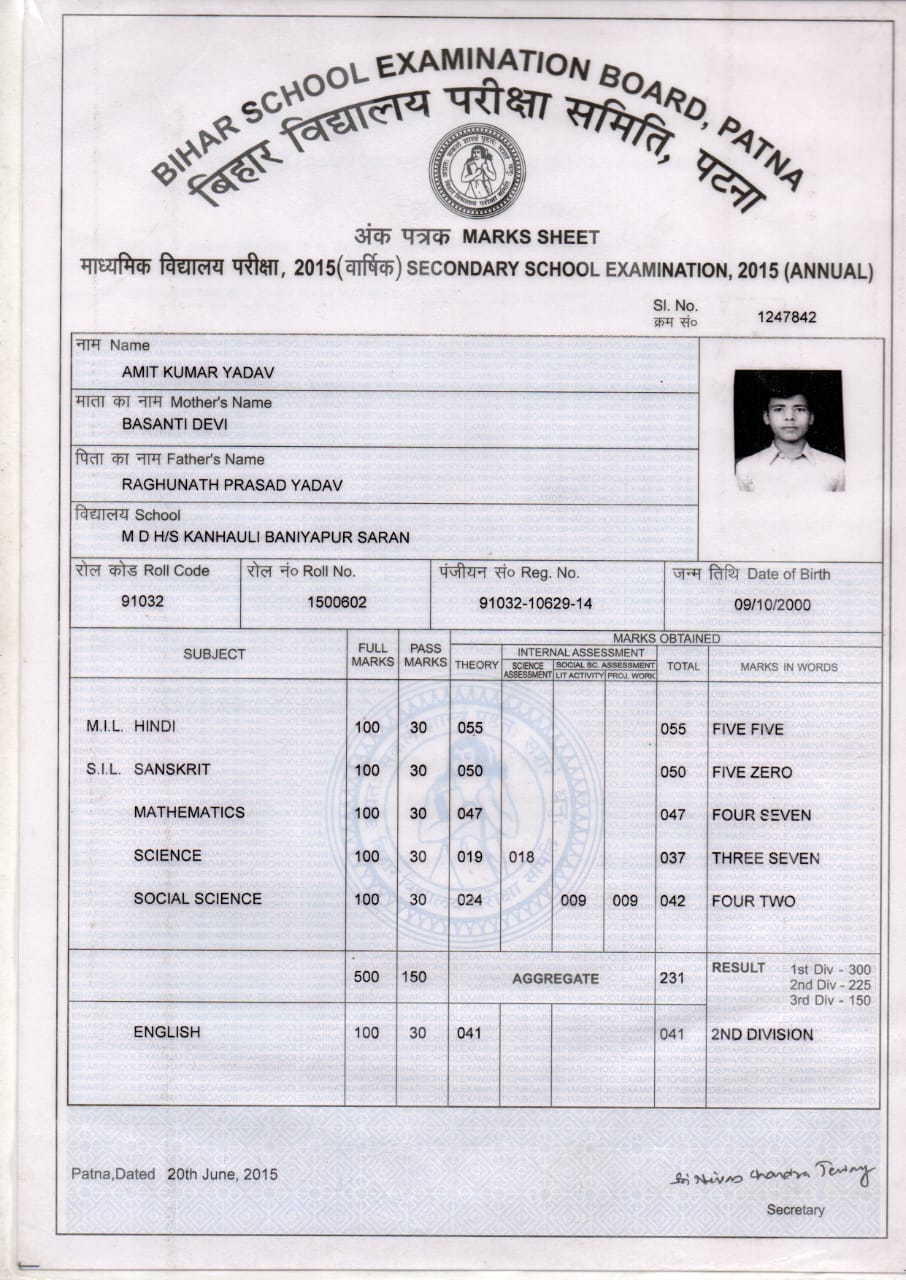 BIHAR SCHOOL EXAMINATION BOARD, PATNA
बिहार विद्यालय परीक्षा समिति, पटना
अंक पत्रक MARKS SHEET
माध्यमिक विद्यालय परीक्षा, 2015(वार्षिक) SECONDARY SCHOOL EXAMINATION, 2015 (ANNUAL)
Sl. No.
क्रम सं० 1247842
नाम Name
AMIT KUMAR YADAV
माता का नाम Mother's Name
BASANTI DEVI
पिता का नाम Father's Name
RAGHUNATH PRASAD YADAV
विद्यालय School
M D H/S KANHAULI BANIYAPUR SARAN
रोल कोड Roll Code रोल नं० Roll No. पंजीयन सं० Reg. No. जन्म तिथि Date of Birth
91032 1500602 91032-10629-14 09/10/2000
MARKS OBTAINED
SUBJECT FULL MARKS PASS MARKS THEORY INTERNAL ASSESSMENT TOTAL MARKS IN WORDS
SCIENCE ASSESSMENT SOCIAL SC. ASSESSMENT
LIT ACTIVITY PROJ. WORK
M.I.L. HINDI 100 30 055 055 FIVE FIVE
S.I.L. SANSKRIT 100 30 050 050 FIVE ZERO
MATHEMATICS 100 30 047 047 FOUR SEVEN
SCIENCE 100 30 019 018 037 THREE SEVEN
SOCIAL SCIENCE 100 30 024 009 009 042 FOUR TWO
500 150 AGGREGATE 231 RESULT 1st Div - 300
2nd Div - 225
3rd Div - 150
ENGLISH 100 30 041 041 2ND DIVISION
Patna,Dated 20th June, 2015
Secretary